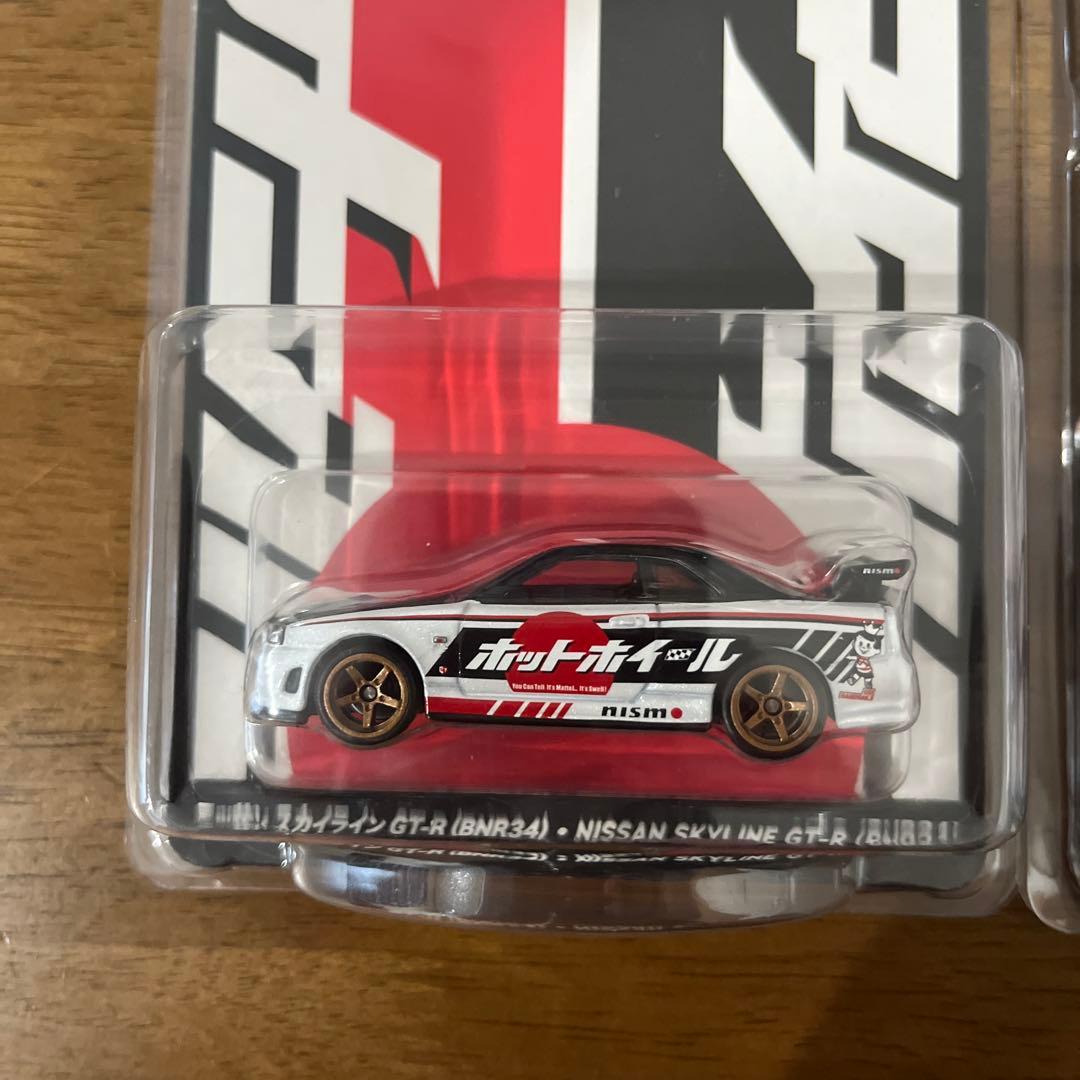 nismo
ホットホイール
You Can Tell It's Mattel... It's Swell!
nismo
スカイライン GT-R (BNR34) • NISSAN SKYLINE GT-R (BNR34)